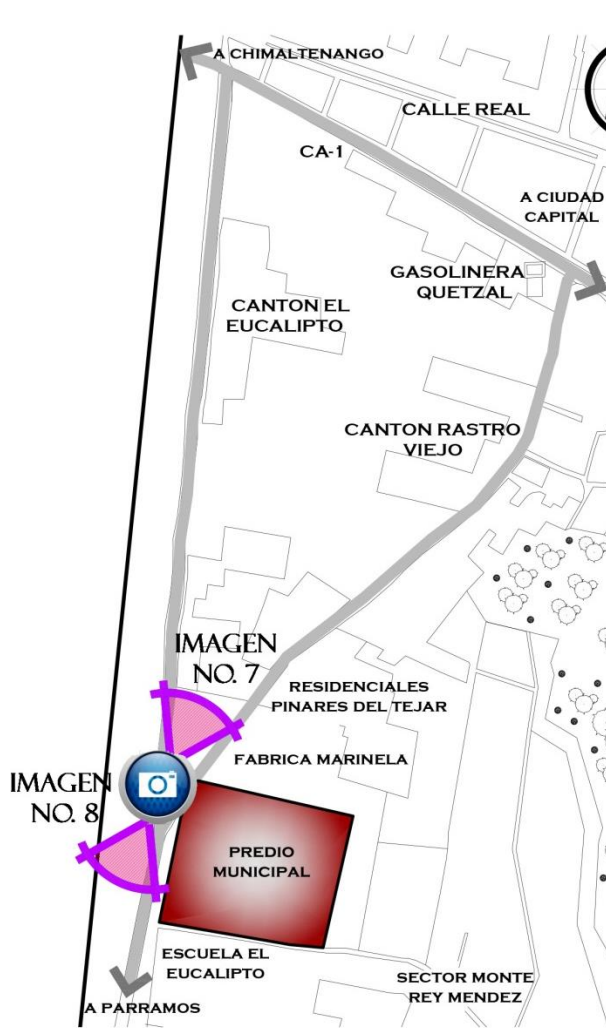 A CHIMALTENANGO
CALLE REAL
CA-1
A CIUDAD
CAPITAL
GASOLINERA
QUETZAL
CANTON EL
EUCALIPTO
CANTON RASTRO
VIEJO
IMAGEN
NO. 7
RESIDENCIALES
PINARES DEL TEJAR
FABRICA MARINELA
IMAGEN
NO. 8
PREDIO
MUNICIPAL
ESCUELA EL
EUCALIPTO
SECTOR MONTE
REY MENDEZ
A PARRAMOS